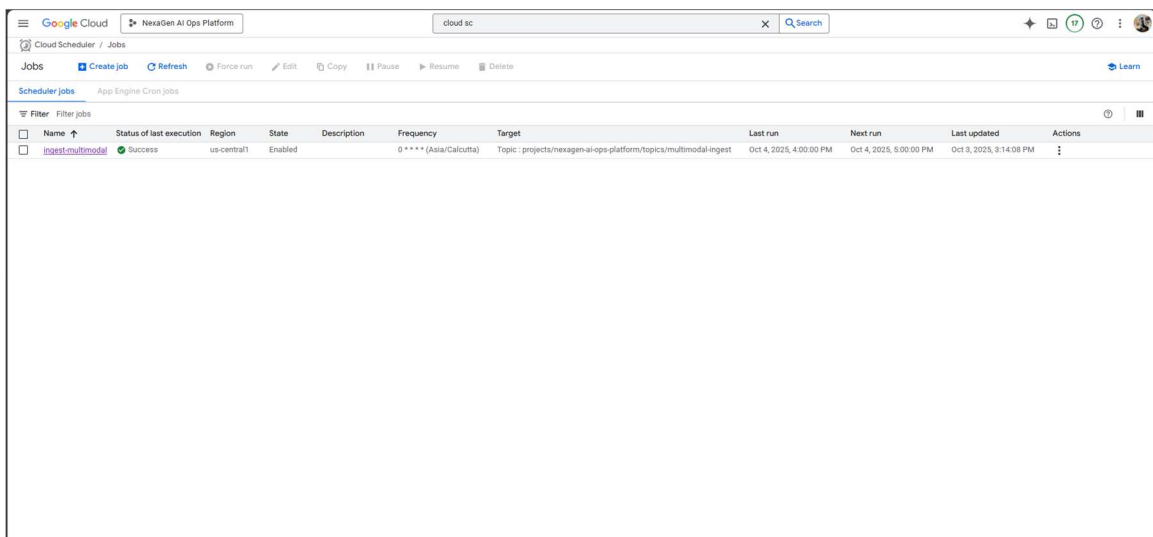 Google Cloud NexaGen AI Ops Platform cloud sc Search 17
Cloud Scheduler / Jobs
Jobs Create job Refresh Force run Edit Copy Pause Resume Delete Learn
Scheduler jobs App Engine Cron jobs
Filter Filter jobs
Name Status of last execution Region State Description Frequency Target Last run Next run Last updated Actions
ingest-multimodal Success us-central1 Enabled 0 * * * * (Asia/Calcutta) Topic : projects/nexagen-ai-ops-platform/topics/multimodal-ingest Oct 4, 2025, 4:00:00 PM Oct 4, 2025, 5:00:00 PM Oct 3, 2025, 3:14:08 PM